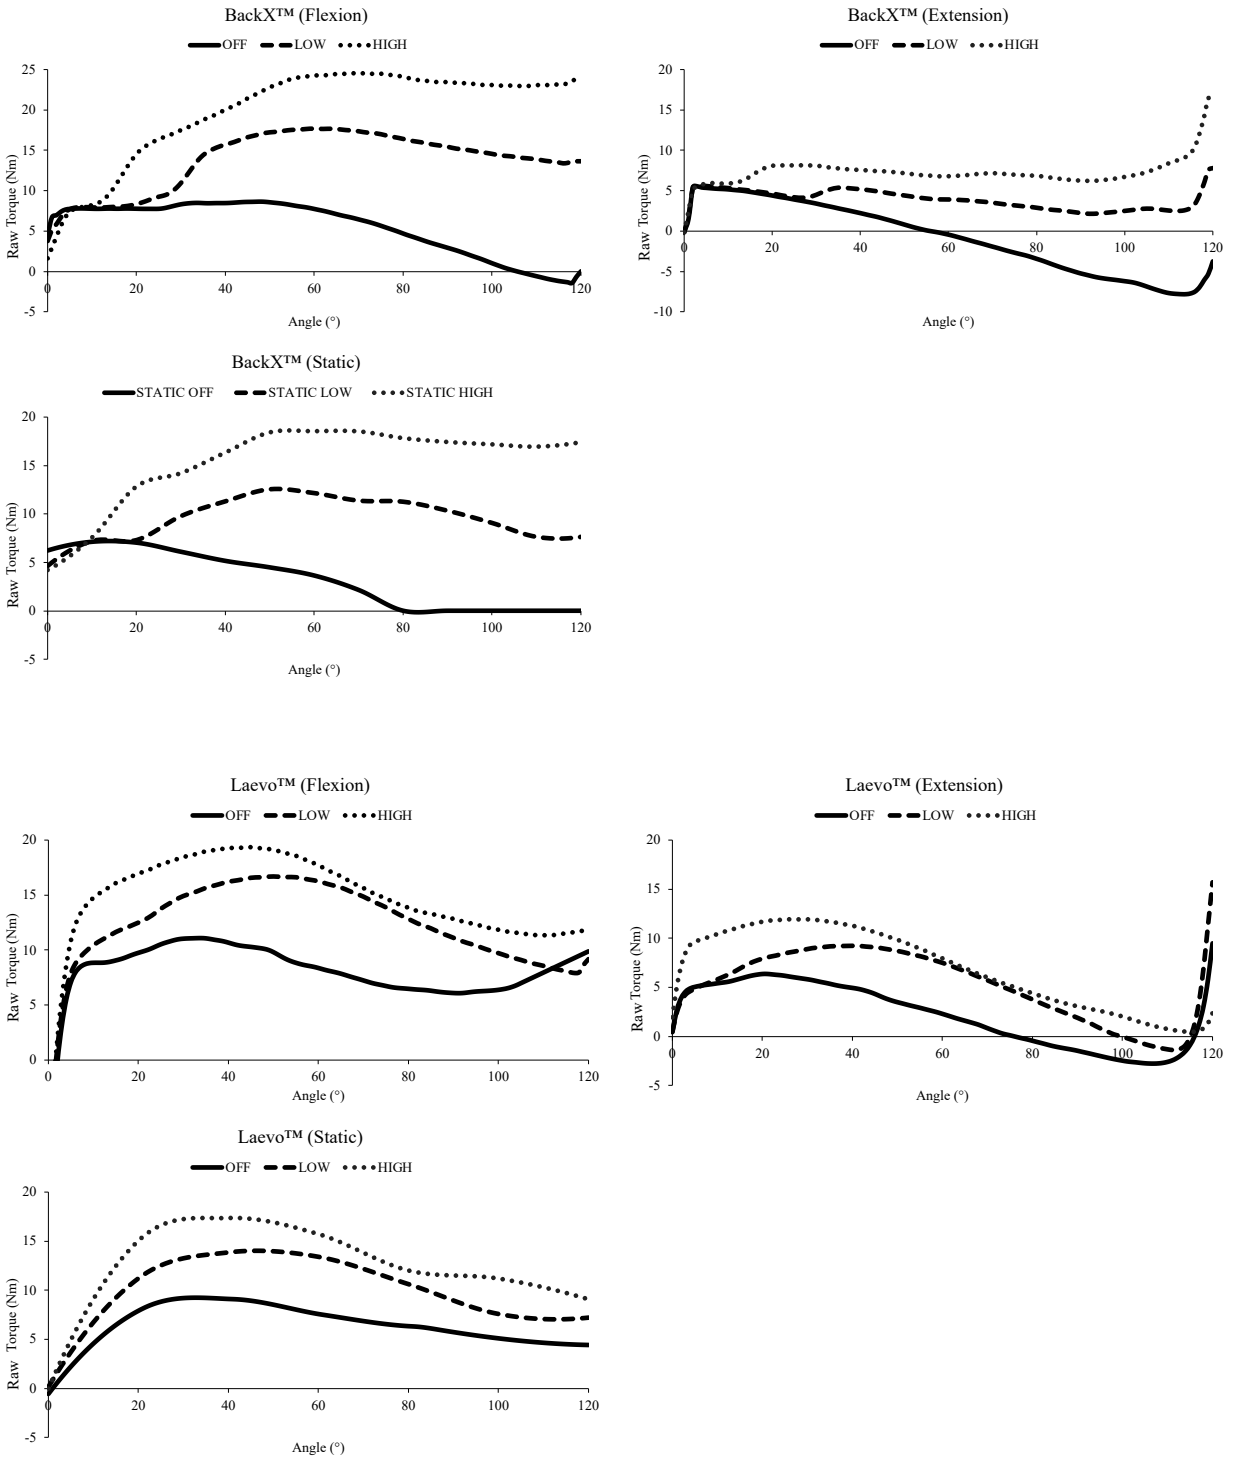 BackX™ (Flexion)
OFF LOW HIGH
25
20
15
10
5
0
-5
0 20 40 60 80 100 120
Raw Torque (Nm)
Angle (°)
BackX™ (Extension)
OFF LOW HIGH
20
15
10
5
0
-5
-10
0 20 40 60 80 100 120
Raw Torque (Nm)
Angle (°)
BackX™ (Static)
STATIC OFF STATIC LOW STATIC HIGH
20
15
10
5
0
-5
0 20 40 60 80 100 120
Raw Torque (Nm)
Angle (°)
Laevo™ (Flexion)
OFF LOW HIGH
20
15
10
5
0
0 20 40 60 80 100 120
Raw Torque (Nm)
Angle (°)
Laevo™ (Extension)
OFF LOW HIGH
20
15
10
5
0
-5
0 20 40 60 80 100 120
Raw Torque (Nm)
Angle (°)
Laevo™ (Static)
OFF LOW HIGH
20
15
10
5
0
-5
0 20 40 60 80 100 120
Raw Torque (Nm)
Angle (°)